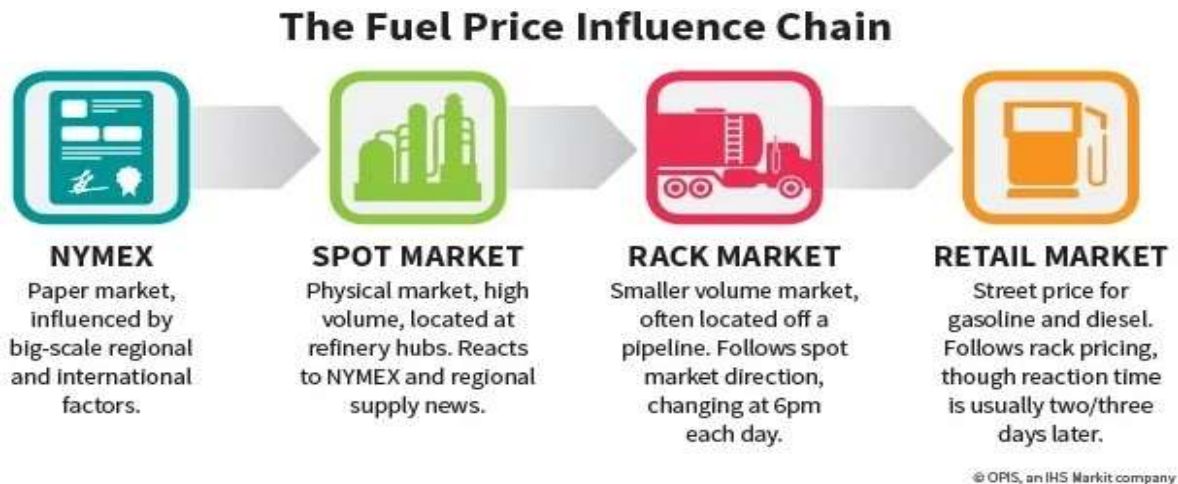 The Fuel Price Influence Chain
NYMEX
Paper market,
influenced by
big-scale regional
and international
factors.
SPOT MARKET
Physical market, high
volume, located at
refinery hubs. Reacts
to NYMEX and regional
supply news.
RACK MARKET
Smaller volume market,
often located off a
pipeline. Follows spot
market direction,
changing at 6pm
each day.
RETAIL MARKET
Street price for
gasoline and diesel.
Follows rack pricing,
though reaction time
is usually two/three
days later.
© OPIS, an IHS Markit company